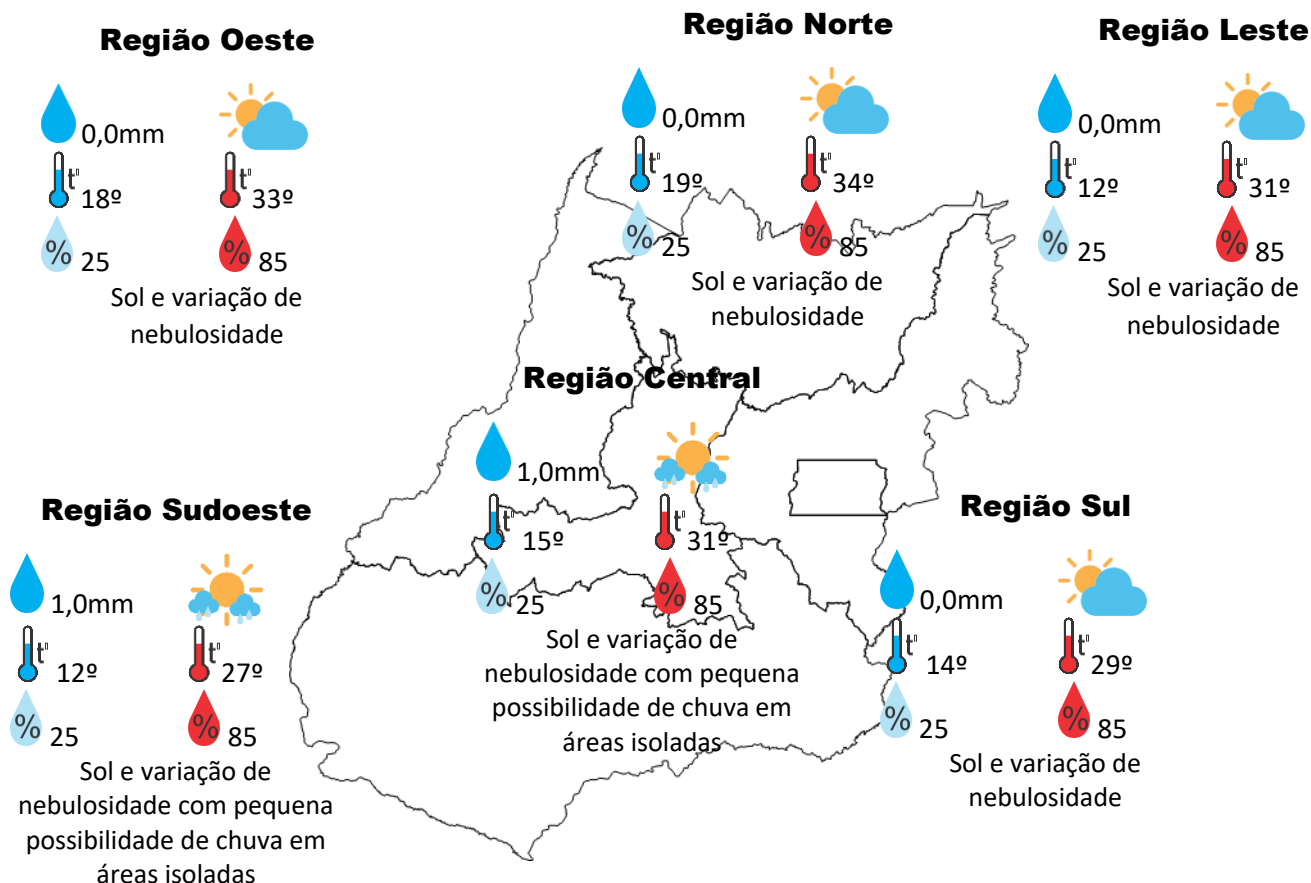 Região Oeste
0,0mm
t°
18º
t°
33º
%
25
%
85
Sol e variação de
nebulosidade
Região Norte
0,0mm
t°
19º
t°
34º
%
25
%
85
Sol e variação de
nebulosidade
Região Leste
0,0mm
t°
12º
t°
31º
%
25
%
85
Sol e variação de
nebulosidade
Região Central
1,0mm
t°
15º
t°
31º
%
25
%
85
Sol e variação de
nebulosidade com pequena
possibilidade de chuva em
áreas isoladas
Região Sudoeste
1,0mm
t°
12º
t°
27º
%
25
%
85
Sol e variação de
nebulosidade com pequena
possibilidade de chuva em
áreas isoladas
Região Sul
0,0mm
t°
14º
t°
29º
%
25
%
85
Sol e variação de
nebulosidade